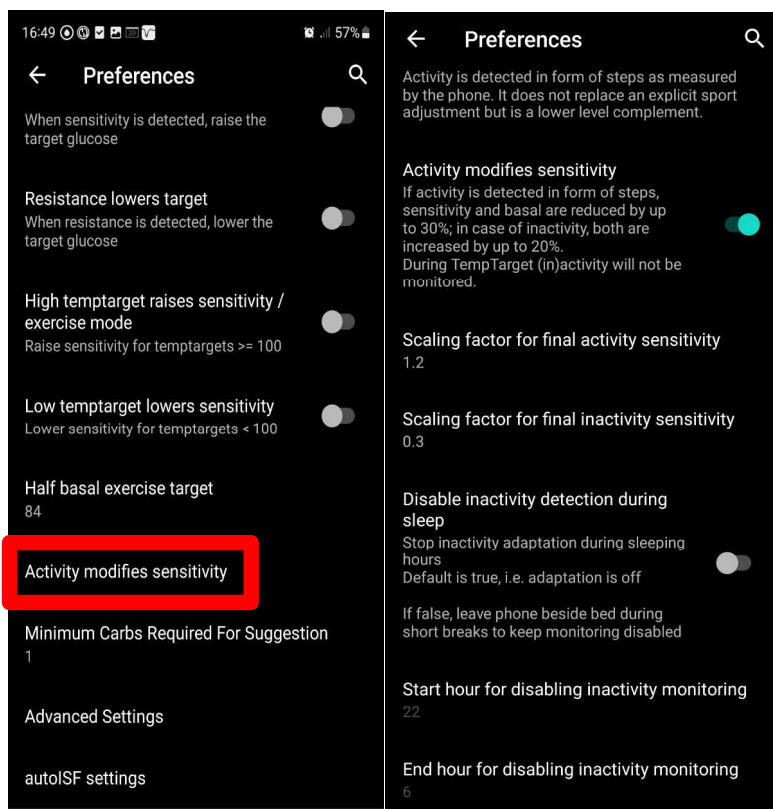 16:49 57%
Preferences
When sensitivity is detected, raise the
target glucose
Resistance lowers target
When resistance is detected, lower the
target glucose
High temptarget raises sensitivity /
exercise mode
Raise sensitivity for temptargets >= 100
Low temptarget lowers sensitivity
Lower sensitivity for temptargets < 100
Half basal exercise target
84
Activity modifies sensitivity
Minimum Carbs Required For Suggestion
1
Advanced Settings
autoISF settings
Preferences
Activity is detected in form of steps as measured
by the phone. It does not replace an explicit sport
adjustment but is a lower level complement.
Activity modifies sensitivity
If activity is detected in form of steps,
sensitivity and basal are reduced by up
to 30%; in case of inactivity, both are
increased by up to 20%.
During TempTarget (in)activity will not be
monitored.
Scaling factor for final activity sensitivity
1.2
Scaling factor for final inactivity sensitivity
0.3
Disable inactivity detection during
sleep
Stop inactivity adaptation during sleeping
hours
Default is true, i.e. adaptation is off
If false, leave phone beside bed during
short breaks to keep monitoring disabled
Start hour for disabling inactivity monitoring
22
End hour for disabling inactivity monitoring
6